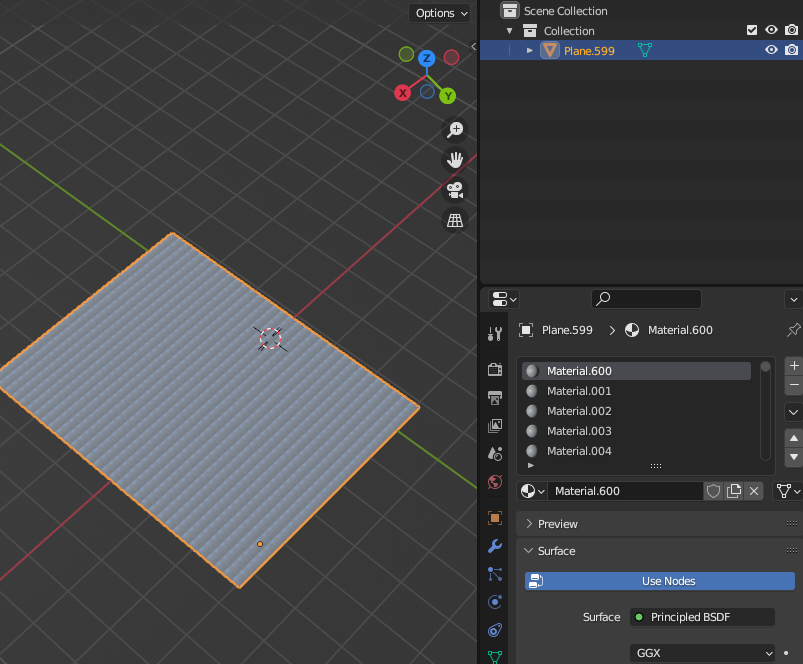 Options
Scene Collection
Collection
Plane.599
Z
X
Y
Plane.599 > Material.600
Material.600
Material.001
Material.002
Material.003
Material.004
Material.600
Preview
Surface
Use Nodes
Surface Principled BSDF
GGX